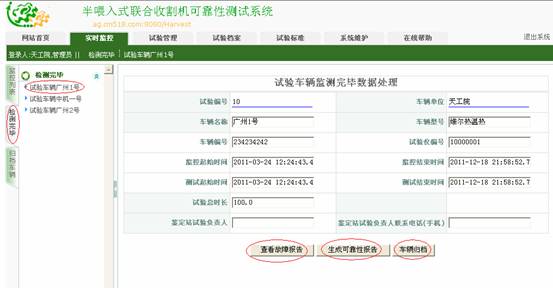 半喂入式联合收割机可靠性测试系统
ag.cm518.com:9080/Harvest
网站首页 实时监控 试验管理 试验档案 试验标准 系统维护 在线帮助 退出系统
登录人:天工院,管理员 || 检测完毕 试验车辆广州1号
监控列表
检测完毕
归档车辆
检测完毕
试验车辆广州1号
试验车辆中机一号
试验车辆广州2号
试验车辆监测完毕数据处理
试验编号 10 车辆单位 天工院
车辆名称 广州1号 车辆型号 维尔热温热
车辆编号 234234242 试验仪编号 10000001
监控起始时间 2011-03-24 12:24:43.4 监控结束时间 2011-12-18 21:58:52.7
测试起始时间 2011-03-24 12:24:43.4 测试结束时间 2011-12-18 21:58:52.7
试验总时长 100.0
鉴定站试验负责人 鉴定站试验负责人联系电话(手机)
查看故障报告 生成可靠性报告 车辆归档